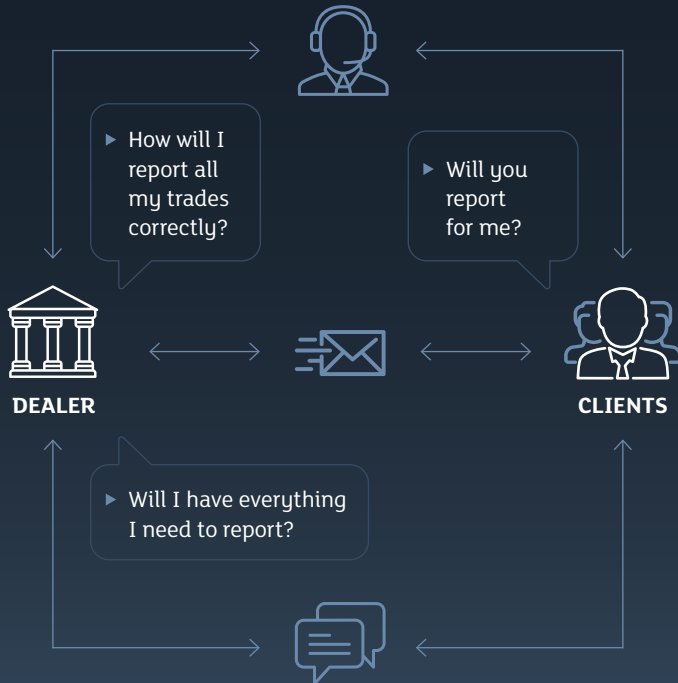 ▶ How will I
report all
my trades
correctly?
▶ Will you
report
for me?
DEALER
CLIENTS
▶ Will I have everything
I need to report?